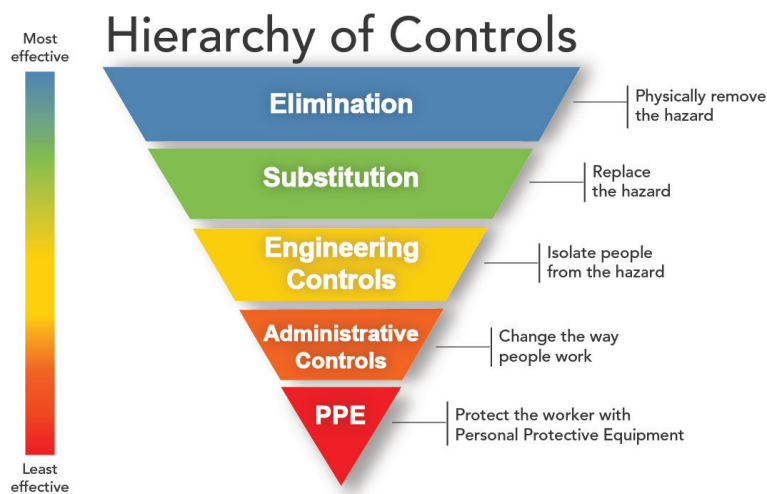 Hierarchy of Controls
Most
effective
Elimination
Physically remove
the hazard
Substitution
Replace
the hazard
Engineering
Controls
Isolate people
from the hazard
Administrative
Controls
Change the way
people work
PPE
Protect the worker with
Personal Protective Equipment
Least
effective